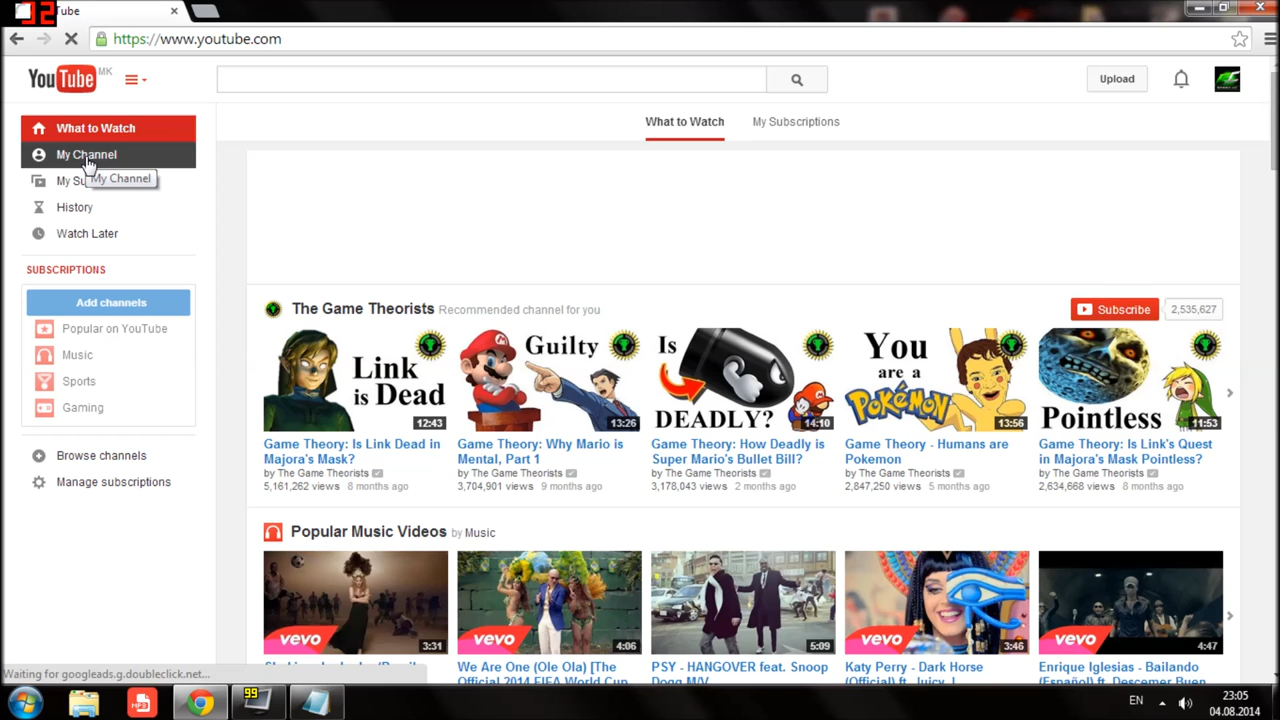 32
Tube
https://www.youtube.com
YouTube MK
Upload
What to Watch
My Subscriptions
What to Watch
My Channel
My Channel
My Su
History
Watch Later
SUBSCRIPTIONS
Add channels
Popular on YouTube
Music
Sports
Gaming
Browse channels
Manage subscriptions
The Game Theorists Recommended channel for you
Subscribe 2,535,627
Link is Dead
12:43
Guilty
13:26
Is DEADLY?
14:10
You are a POKéMON
13:56
Pointless
11:53
Game Theory: Is Link Dead in
Majora's Mask?
by The Game Theorists
5,161,262 views 8 months ago
Game Theory: Why Mario is
Mental, Part 1
by The Game Theorists
3,704,901 views 9 months ago
Game Theory: How Deadly is
Super Mario's Bullet Bill?
by The Game Theorists
3,178,043 views 2 months ago
Game Theory - Humans are
Pokemon
by The Game Theorists
2,847,250 views 5 months ago
Game Theory: Is Link's Quest
in Majora's Mask Pointless?
by The Game Theorists
2,634,668 views 8 months ago
Popular Music Videos by Music
vevo
3:31
vevo
4:06
5:09
vevo
3:46
vevo
4:47
We Are One (Ole Ola) [The
Official 2014 FIFA World Cup
PSY - HANGOVER feat. Snoop
Dogg M/V
Katy Perry - Dark Horse
(Official) ft. Juicy J
Enrique Iglesias - Bailando
(Español) ft. Descemer Buen
Waiting for googleads.g.doubleclick.net...
MP3
99
EN
23:05
04.08.2014